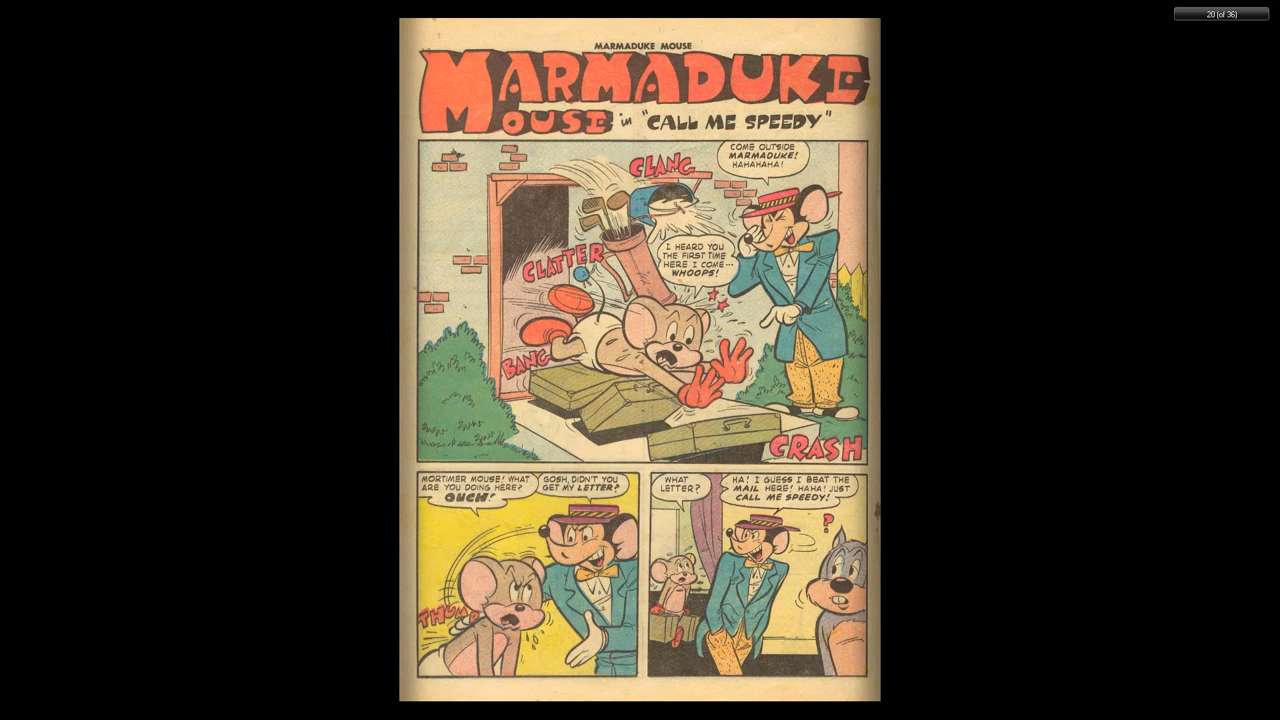 20 (of 36)
MARMADUKE MOUSE
MARMADUKE
MOUSE in "CALL ME SPEEDY"
CLANG
COME OUTSIDE
MARMADUKE!
HAHAHAHA!
CLATTER
I HEARD YOU
THE FIRST TIME
HERE I COME--
WHOOPS!
BANG
CRASH
MORTIMER MOUSE! WHAT
ARE YOU DOING HERE?
OUCH!
GOSH, DIDN'T YOU
GET MY LETTER?
THUMP
WHAT
LETTER?
HA! I GUESS I BEAT THE
MAIL HERE! HAHA! JUST
CALL ME SPEEDY!
?